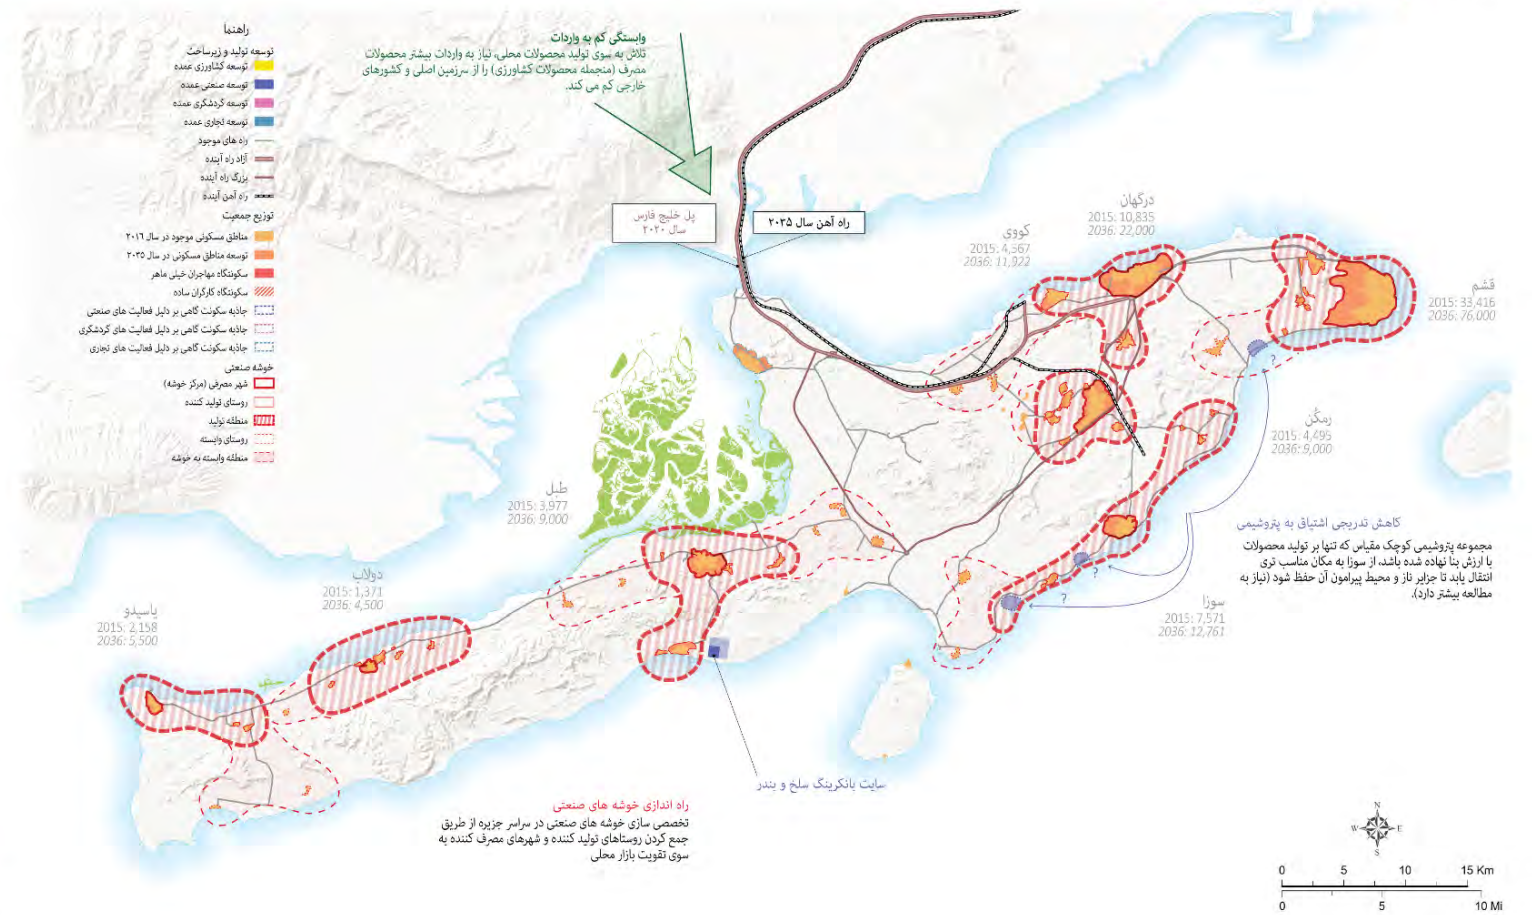 راهنما
توسعه تولید و زیرساخت
توسعه کشاورزی عمده
توسعه صنعتی عمده
توسعه گردشگری عمده
توسعه تجاری عمده
راه های موجود
آزاد راه آینده
بزرگ راه آینده
راه آهن آینده
توزیع جمعیت
مناطق مسکونی موجود در سال ۲۰۱٦
توسعه مناطق مسکونی در سال ۲۰۳۵
سکونتگاه مهاجران خیلی ماهر
سکونتگاه کارگران ساده
جاذبه سکونت گاهی بر دلیل فعالیت های صنعتی
جاذبه سکونت گاهی بر دلیل فعالیت های گردشگری
جاذبه سکونت گاهی بر دلیل فعالیت های تجاری
خوشه صنعتی
شهر مصرفی (مرکز خوشه)
روستای تولید کننده
منطقه تولید
روستای وابسته
منطقه وابسته به خوشه
وابستگی کم به واردات
تلاش به سوی تولید محصولات محلی، نیاز به واردات بیشتر محصولات
مصرف (منجمله محصولات کشاورزی) را از سرزمین اصلی و کشورهای
خارجی کم می کند.
پل خلیج فارس
سال ۲۰۲۰
راه آهن سال ۲۰۳۵
درگهان
2015: 10,835
2036: 22,000
کووی
2015: 4,567
2036: 11,922
قشم
2015: 33,416
2036: 76,000
رمکُن
2015: 4,495
2036: 9,000
طبل
2015: 3,977
2036: 9,000
دولاب
2015: 1,371
2036: 4,500
باسیدو
2015: 2,158
2036: 5,500
سوزا
2015: 7,571
2036: 12,761
?
?
?
کاهش تدریجی اشتیاق به پتروشیمی
مجموعه پتروشیمی کوچک مقیاس که تنها بر تولید محصولات
با ارزش بنا نهاده شده باشد، از سوزا به مکان مناسب تری
انتقال یابد تا جزایر ناز و محیط پیرامون آن حفظ شود (نیاز به
مطالعه بیشتر دارد).
سایت بانکرینگ سلخ و بندر
راه اندازی خوشه های صنعتی
تخصصی سازی خوشه های صنعتی در سراسر جزیره از طریق
جمع کردن روستاهای تولید کننده و شهرهای مصرف کننده به
سوی تقویت بازار محلی
N
W E
S
0 5 10 15 Km
0 5 10 Mi